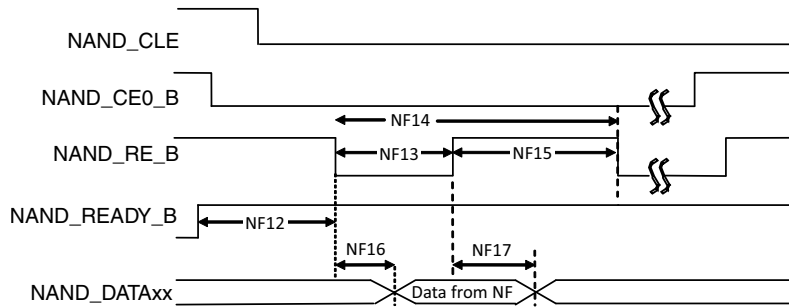 NAND_CLE
NAND_CE0_B
NF14
NAND_RE_B
NF13
NF15
NAND_READY_B
NF12
NF16
NF17
NAND_DATAxx
Data from NF